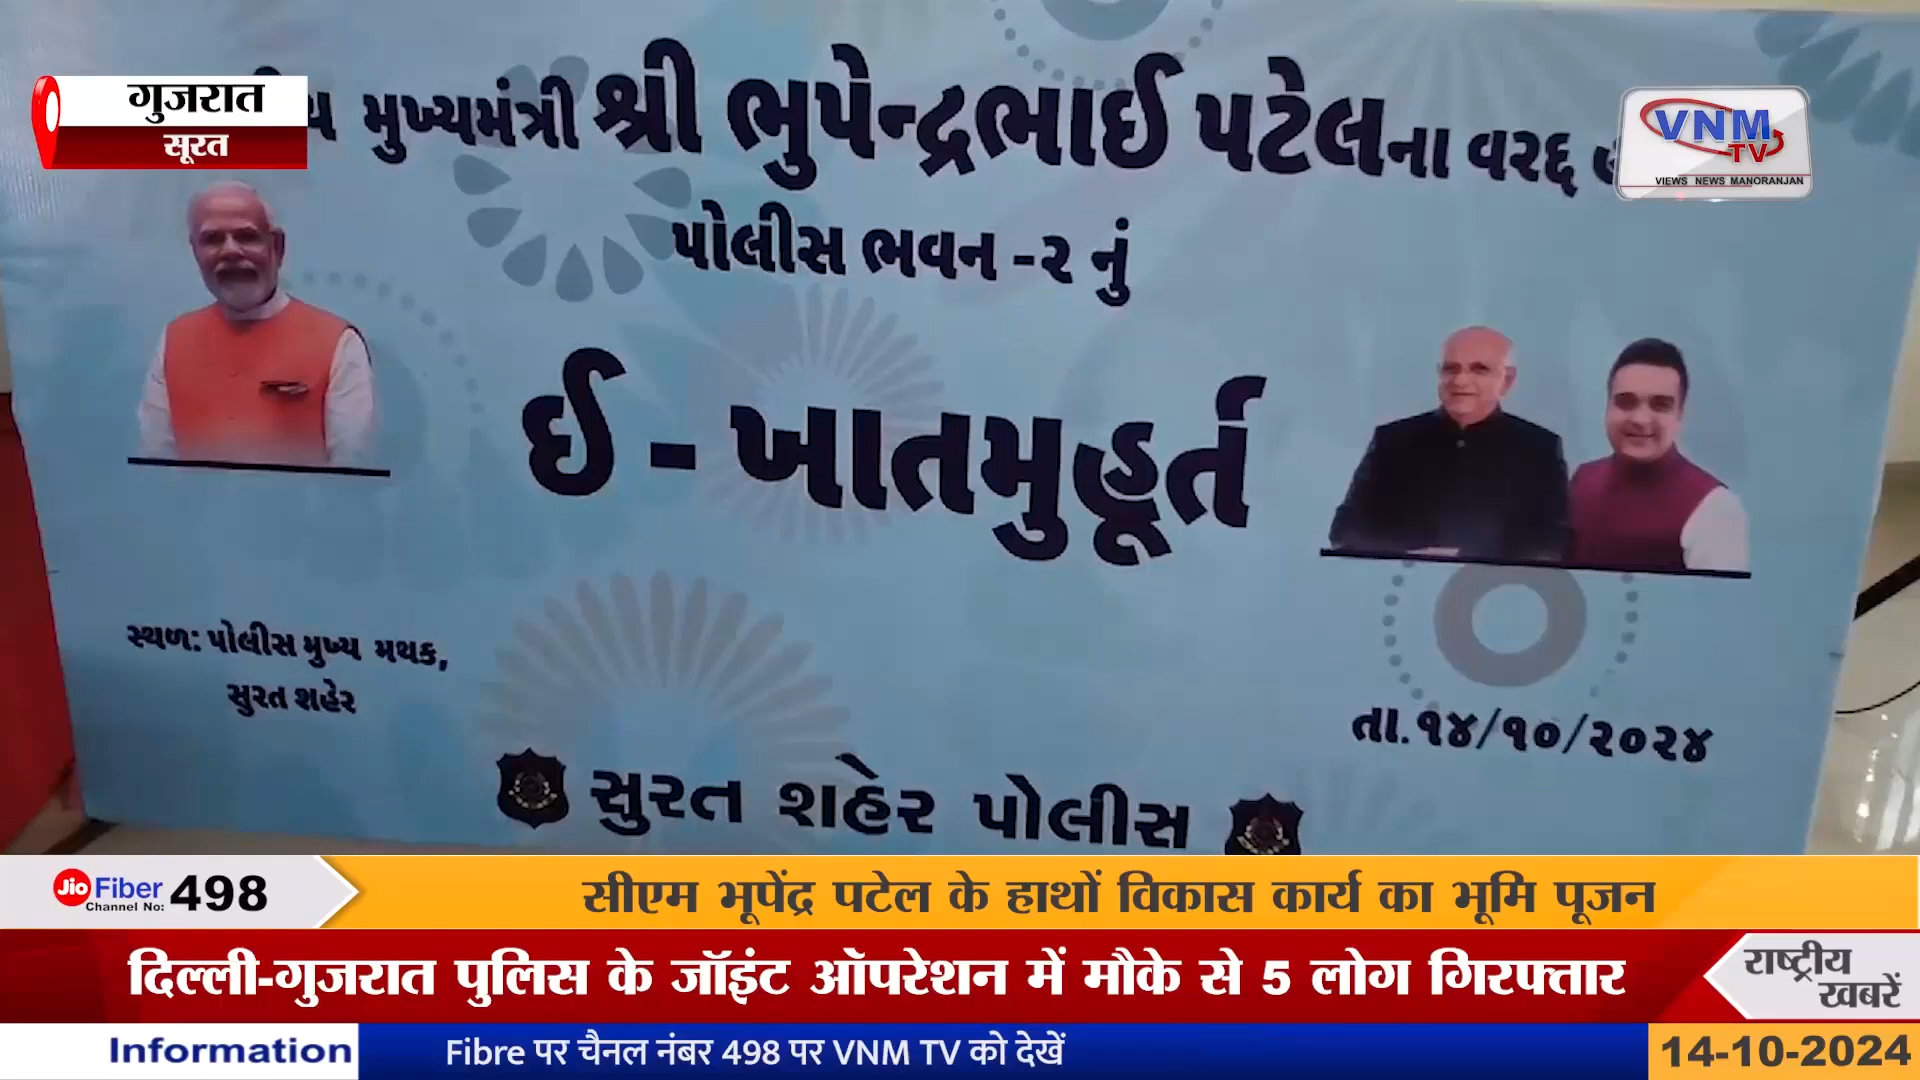 गुजरात
सूरत
મુખ્યમંત્રી શ્રી ભુપેન્દ્રભાઈ પટેલના વરદ્દ
VNM
TV
VIEWS NEWS MANORANJAN
પોલીસ ભવન -૨ નું
ઈ - ખાતમુહૂર્ત
સ્થળ: પોલીસ મુખ્ય મથક,
સુરત શહેર
તા.૧૪/૧૦/૨૦૨૪
સુરત શહેર પોલીસ
Jio Fiber 498
Channel No:
सीएम भूपेंद्र पटेल के हाथों विकास कार्य का भूमि पूजन
दिल्ली-गुजरात पुलिस के जॉइंट ऑपरेशन में मौके से 5 लोग गिरफ्तार
राष्ट्रीय
खबरें
Information
Fibre पर चैनल नंबर 498 पर VNM TV को देखें
14-10-2024